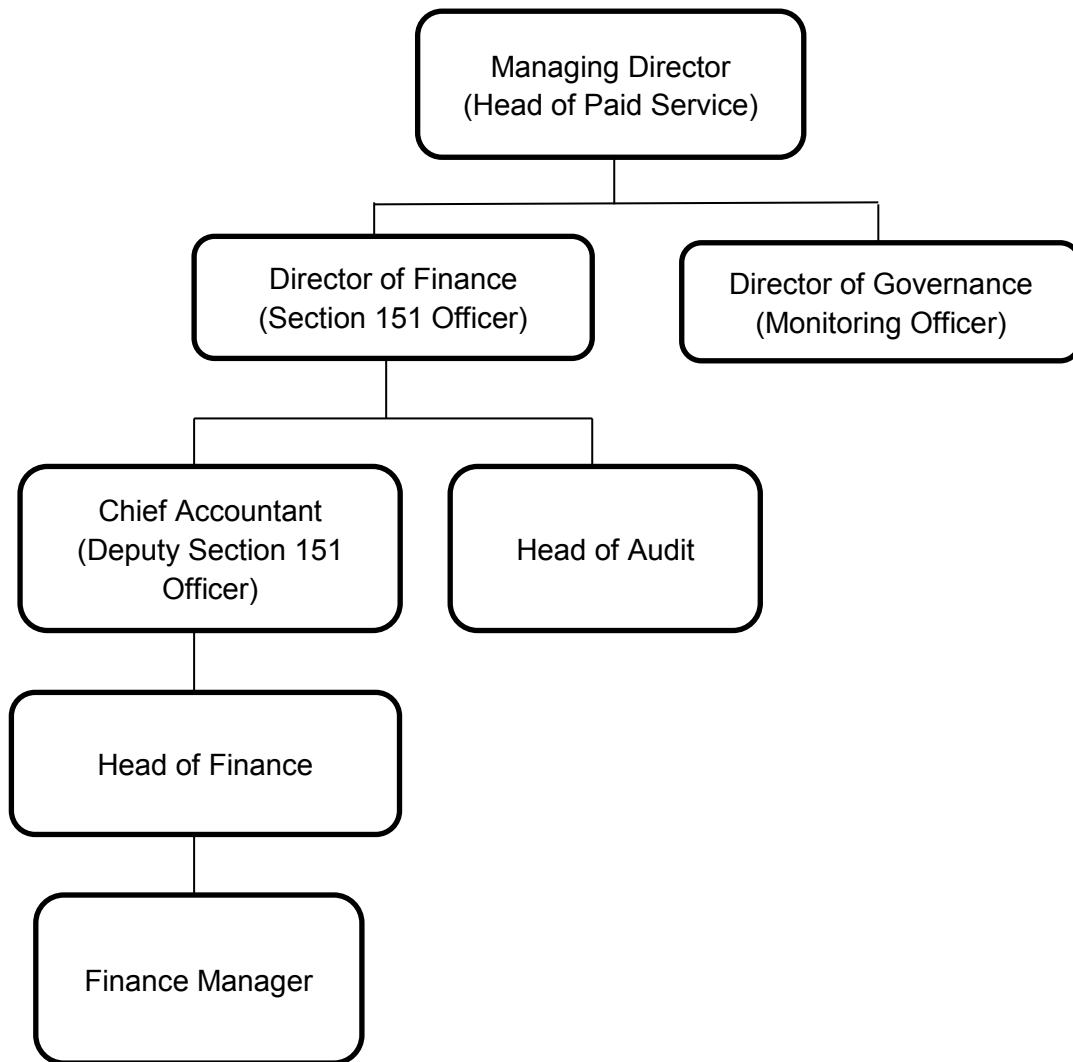 Managing Director
(Head of Paid Service)
Director of Finance
(Section 151 Officer)
Director of Governance
(Monitoring Officer)
Chief Accountant
(Deputy Section 151
Officer)
Head of Audit
Head of Finance
Finance Manager